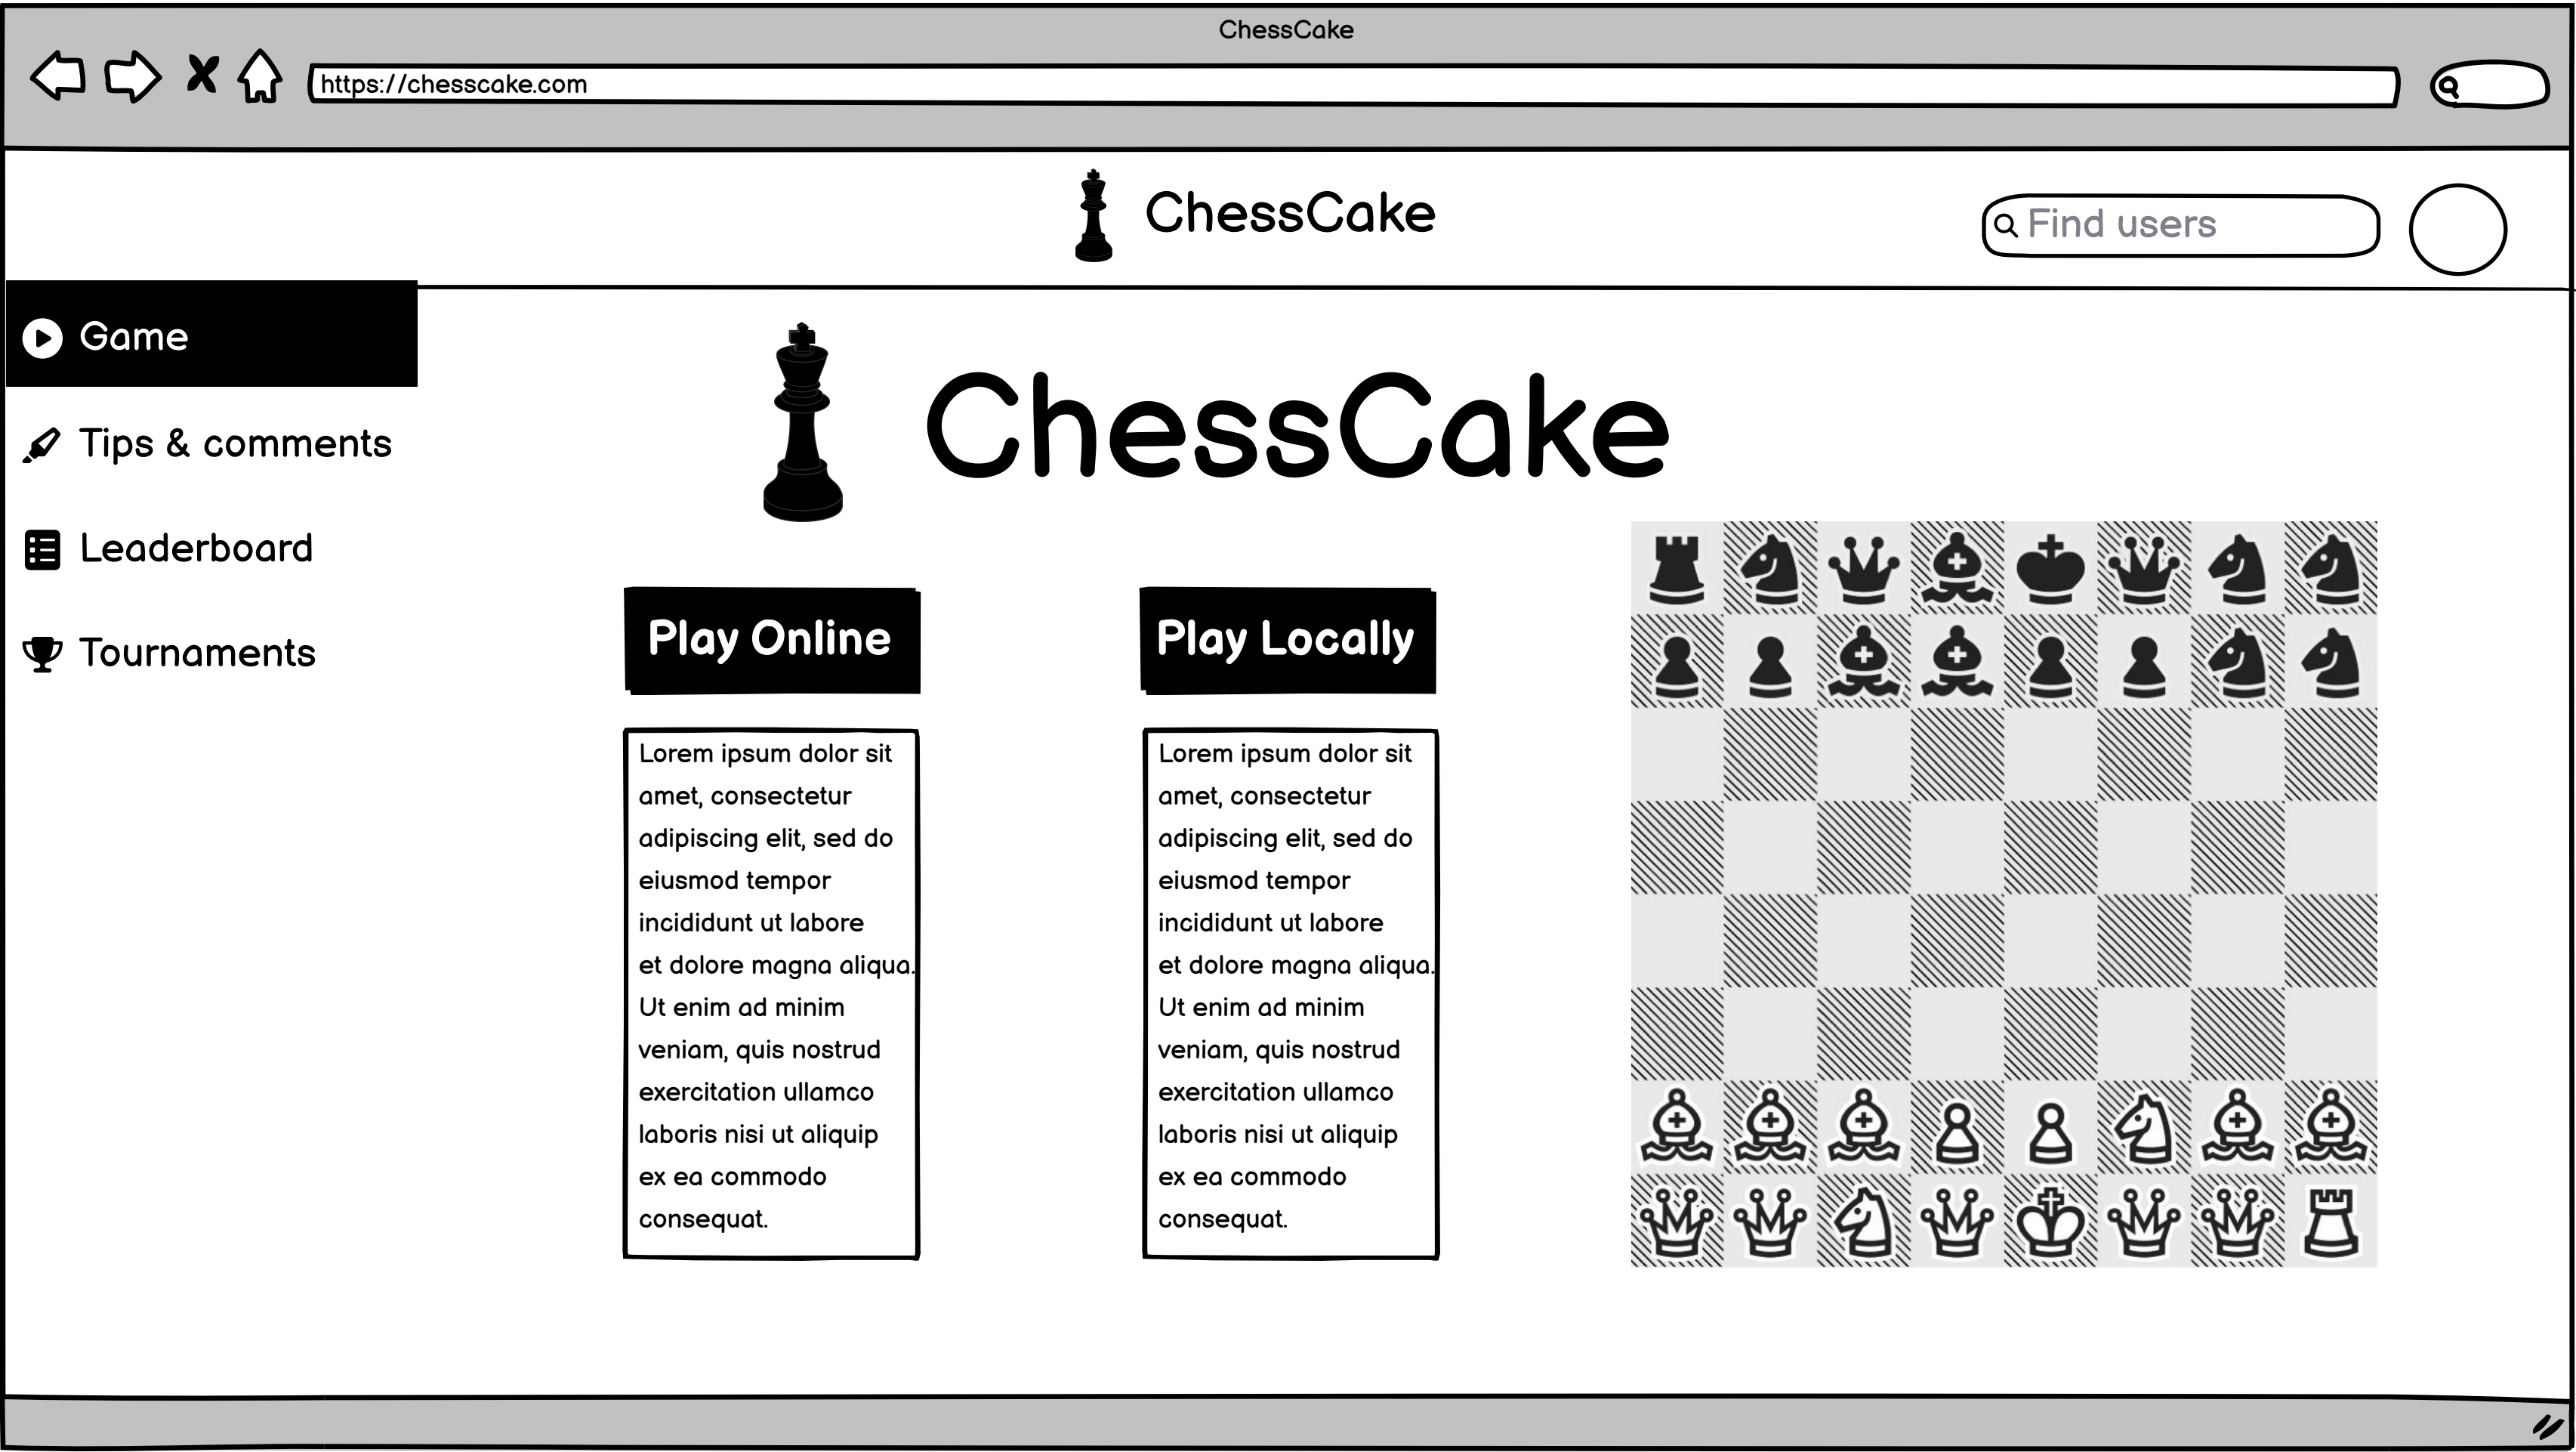 ChessCake
https://chesscake.com
ChessCake
Find users
Game
Tips & comments
Leaderboard
Tournaments
ChessCake
Play Online
Lorem ipsum dolor sit
amet, consectetur
adipiscing elit, sed do
eiusmod tempor
incididunt ut labore
et dolore magna aliqua.
Ut enim ad minim
veniam, quis nostrud
exercitation ullamco
laboris nisi ut aliquip
ex ea commodo
consequat.
Play Locally
Lorem ipsum dolor sit
amet, consectetur
adipiscing elit, sed do
eiusmod tempor
incididunt ut labore
et dolore magna aliqua.
Ut enim ad minim
veniam, quis nostrud
exercitation ullamco
laboris nisi ut aliquip
ex ea commodo
consequat.